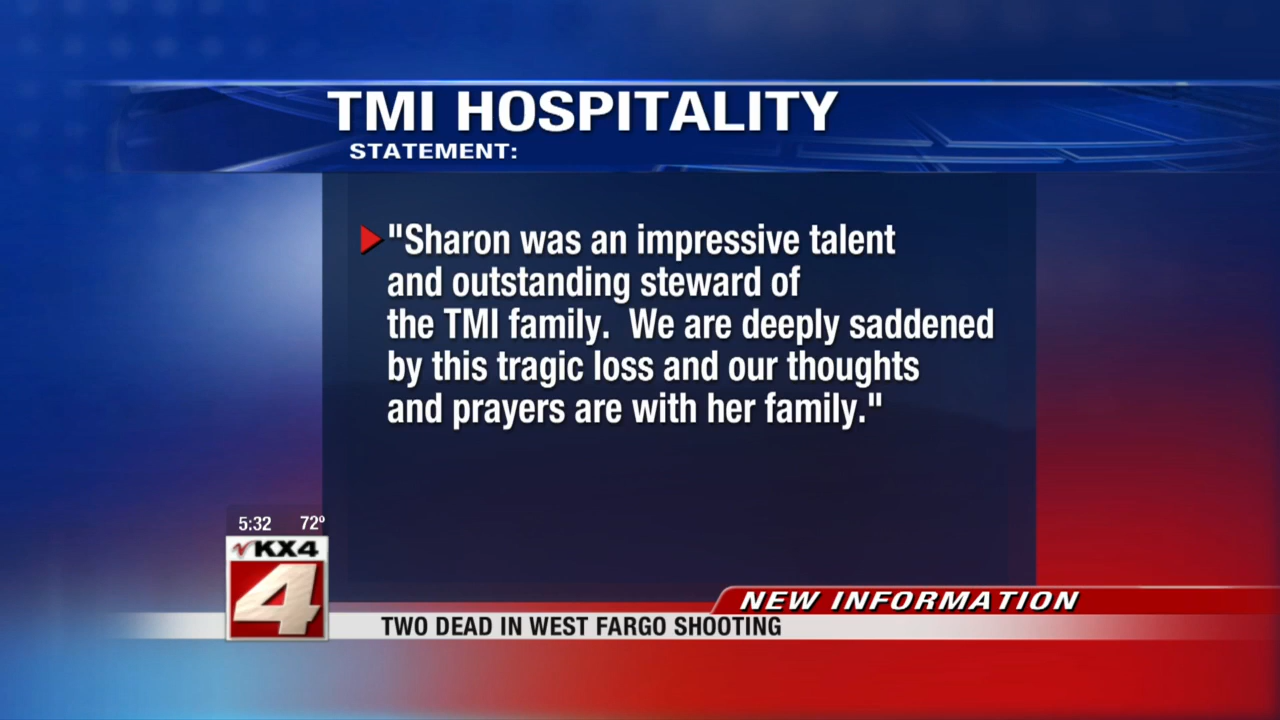 TMI HOSPITALITY
STATEMENT:
"Sharon was an impressive talent
and outstanding steward of
the TMI family.  We are deeply saddened
by this tragic loss and our thoughts
and prayers are with her family."
5:32 72º
KX4
4
NEW INFORMATION
TWO DEAD IN WEST FARGO SHOOTING